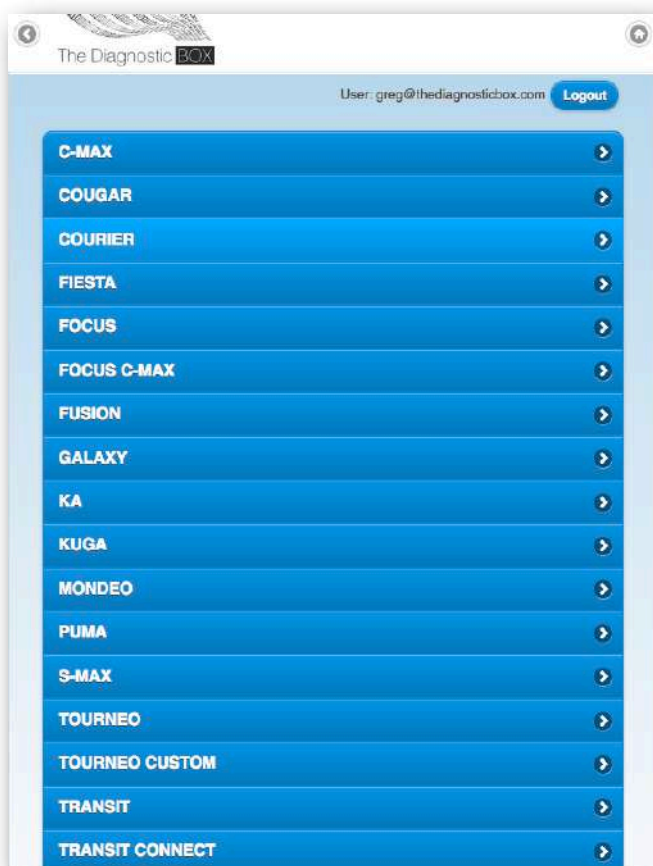 The Diagnostic BOX
User: greg@thediagnosticbox.com Logout
C-MAX
COUGAR
COURIER
FIESTA
FOCUS
FOCUS C-MAX
FUSION
GALAXY
KA
KUGA
MONDEO
PUMA
S-MAX
TOURNEO
TOURNEO CUSTOM
TRANSIT
TRANSIT CONNECT